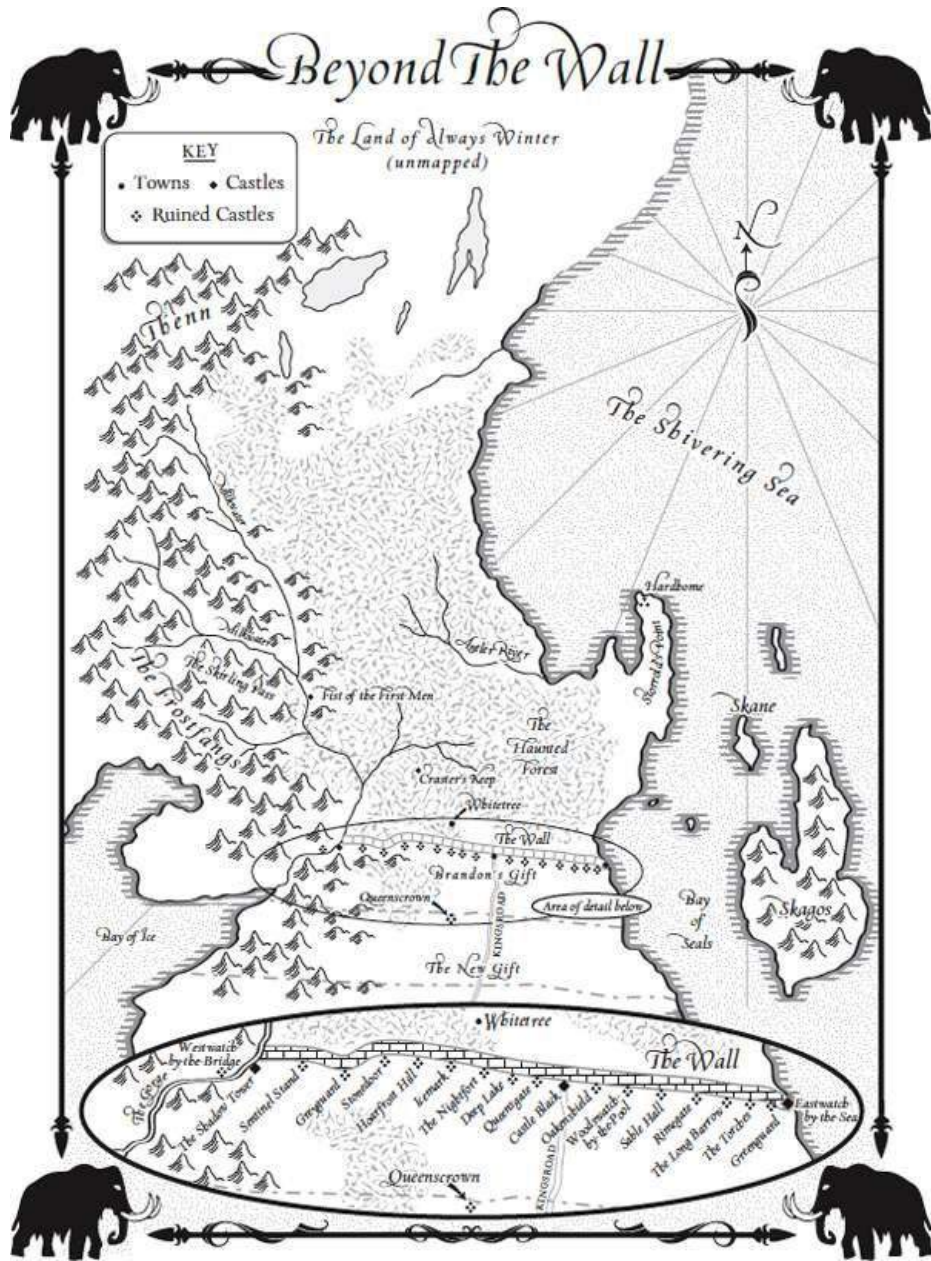 Beyond The Wall
The Land of Always Winter
(unmapped)
KEY
Towns
Castles
Ruined Castles
N
Thenn
The Shivering Sea
Milkwater
Hardhome
Storrold's Point
Antler River
The Skirling Pass
Fist of the First Men
The Frostfangs
Skane
The
Haunted
Forest
Craster's Keep
Whitetree
The Wall
Brandon's Gift
Queenscrown
Area of detail below
KINGSROAD
Bay
of
Seals
Skagos
Bay of Ice
The New Gift
Whitetree
The Wall
Westwatch
by the Bridge
The Gorge
The Shadow Tower
Sentinel Stand
Greyguard
Stonedoor
Hoarfrost Hill
Icemark
The Nightfort
Deep Lake
Queensgate
Castle Black
Oakenshield
Woodswatch
by the Pool
Sable Hall
Rimegate
The Long Barrow
The Torches
Greenguard
Eastwatch
by the Sea
KINGSROAD
Queenscrown